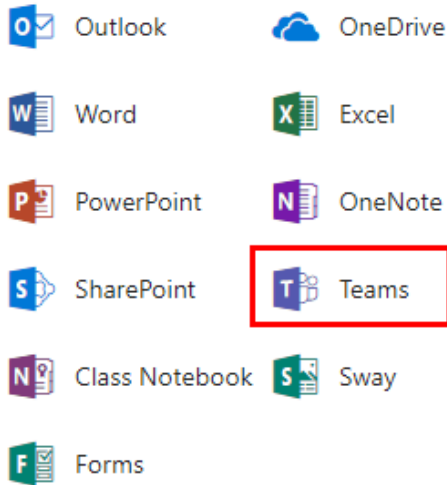 Outlook OneDrive
Word Excel
PowerPoint OneNote
SharePoint Teams
Class Notebook Sway
Forms